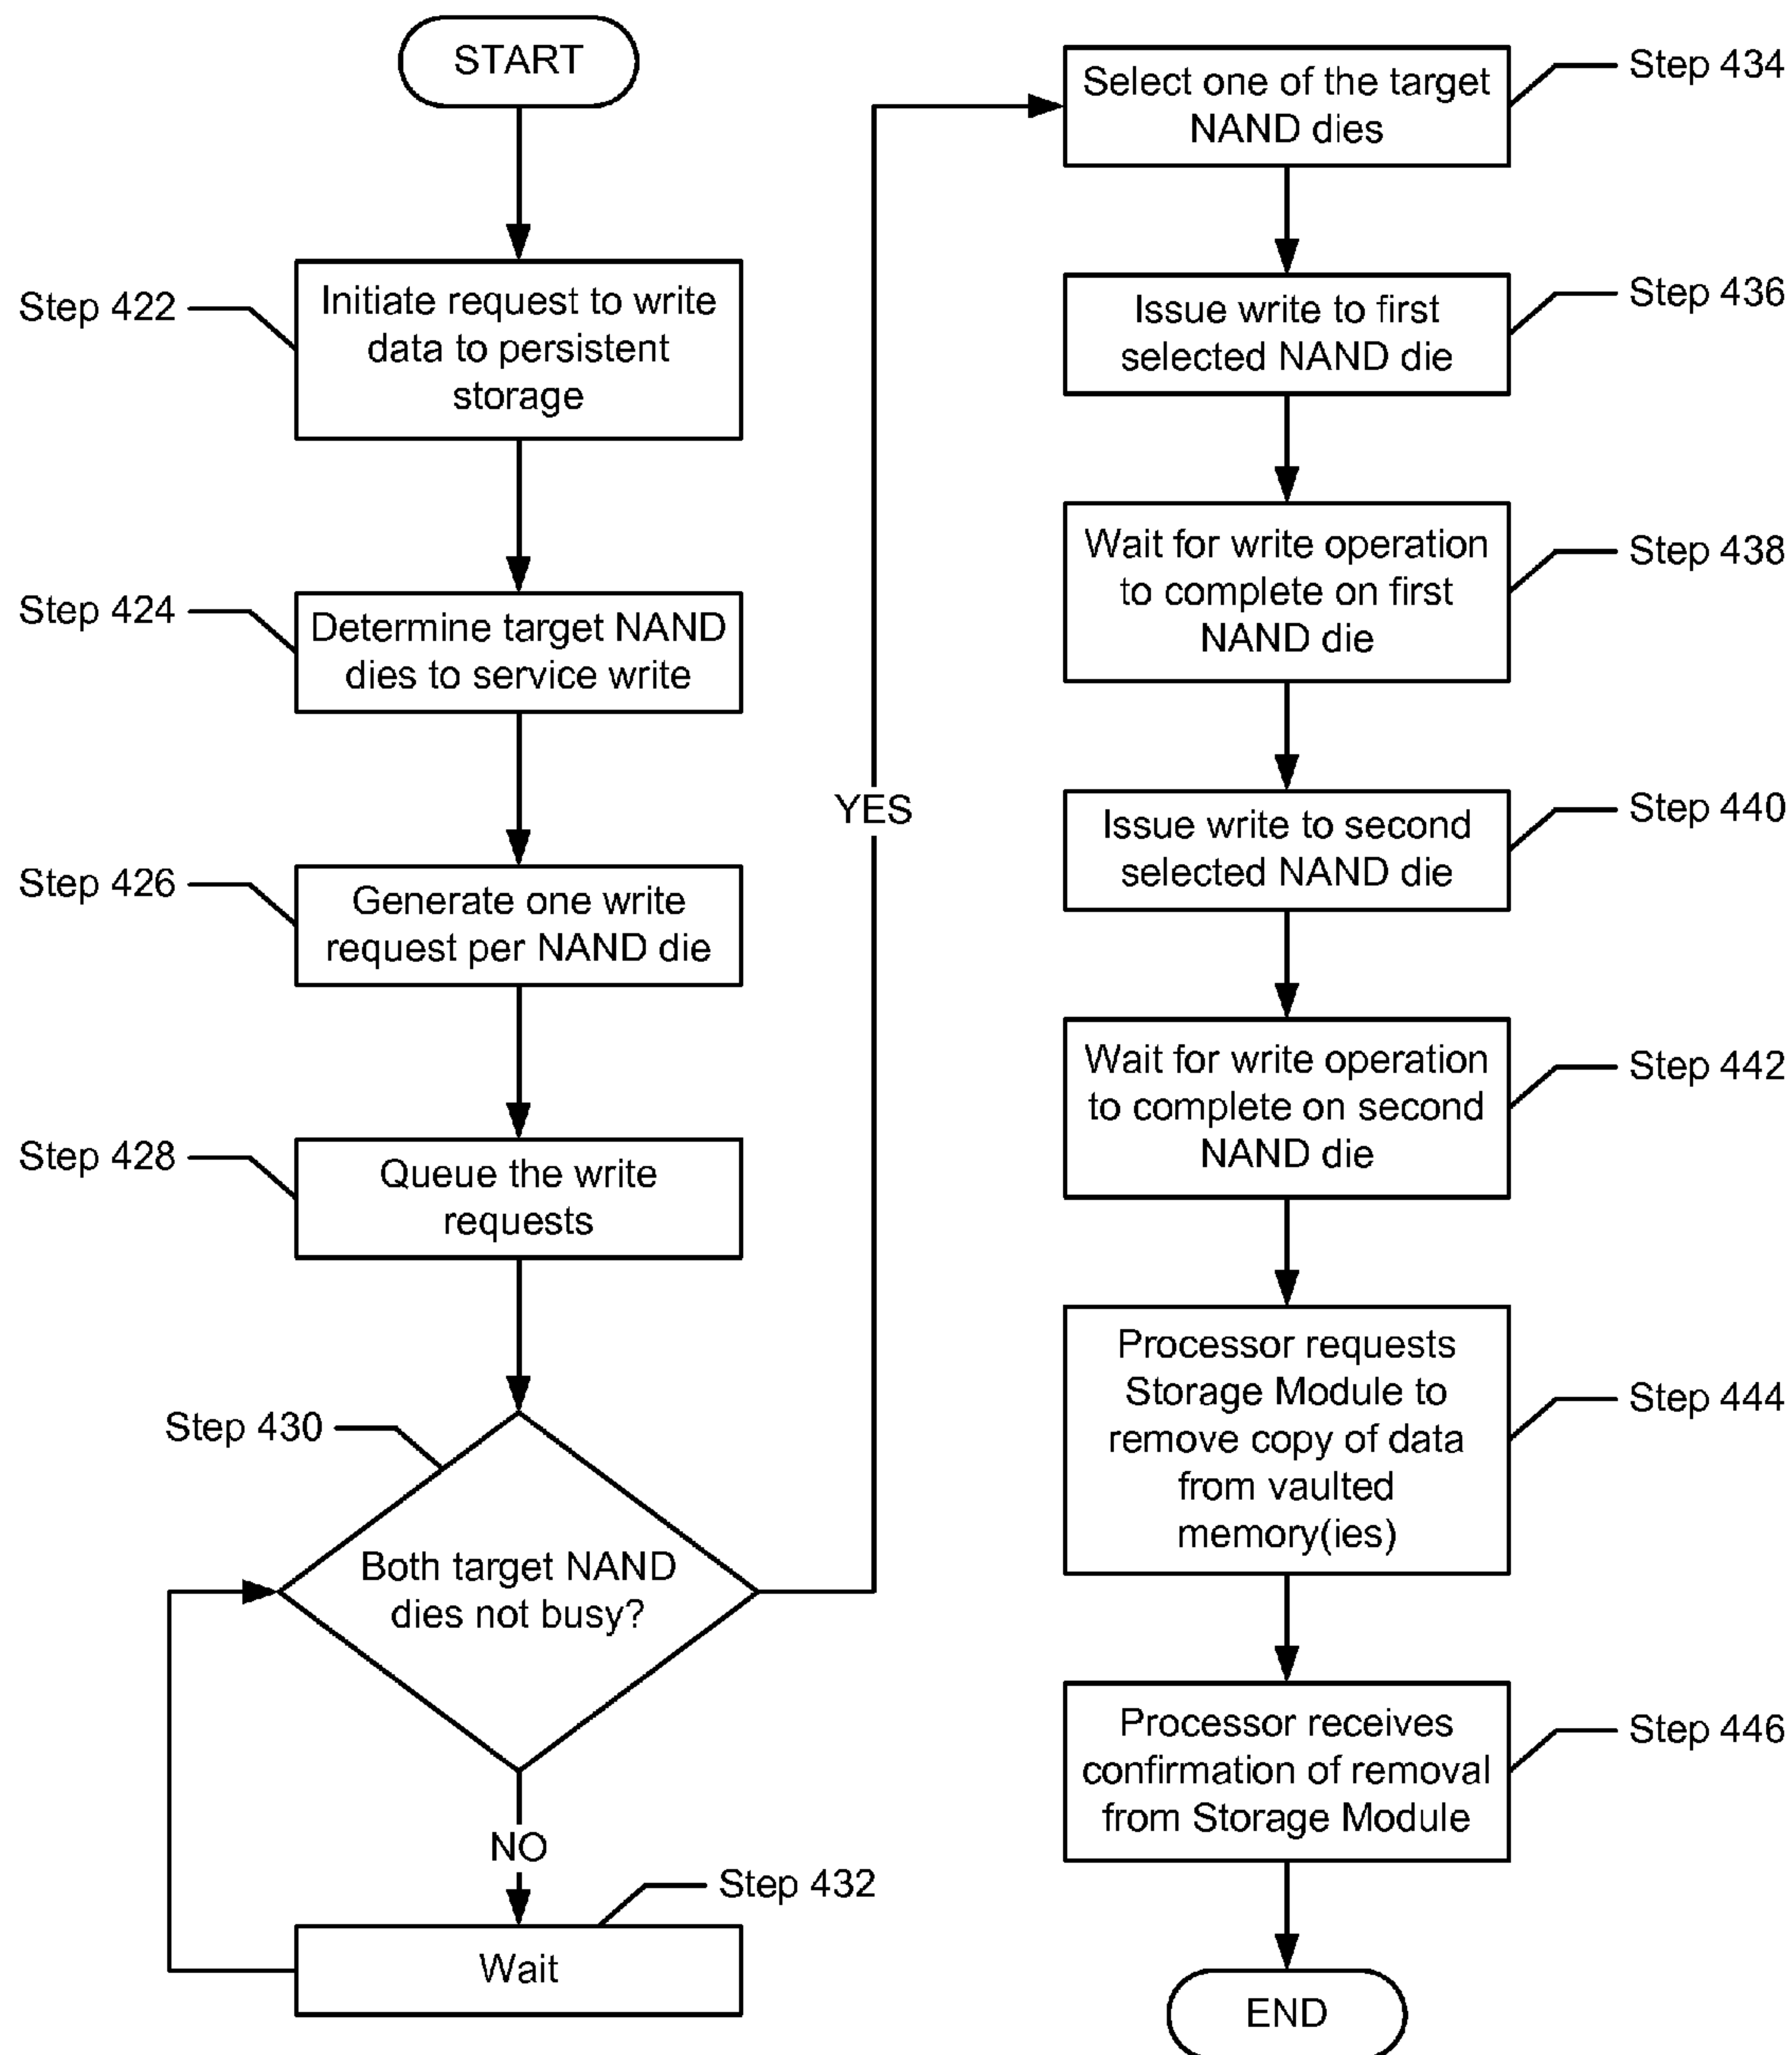 START
Step 422
Initiate request to write
data to persistent
storage
Step 424
Determine target NAND
dies to service write
Step 426
Generate one write
request per NAND die
Step 428
Queue the write
requests
Step 430
Both target NAND
dies not busy?
NO
Step 432
Wait
YES
Select one of the target
NAND dies
Step 434
Issue write to first
selected NAND die
Step 436
Wait for write operation
to complete on first
NAND die
Step 438
Issue write to second
selected NAND die
Step 440
Wait for write operation
to complete on second
NAND die
Step 442
Processor requests
Storage Module to
remove copy of data
from vaulted
memory(ies)
Step 444
Processor receives
confirmation of removal
from Storage Module
Step 446
END